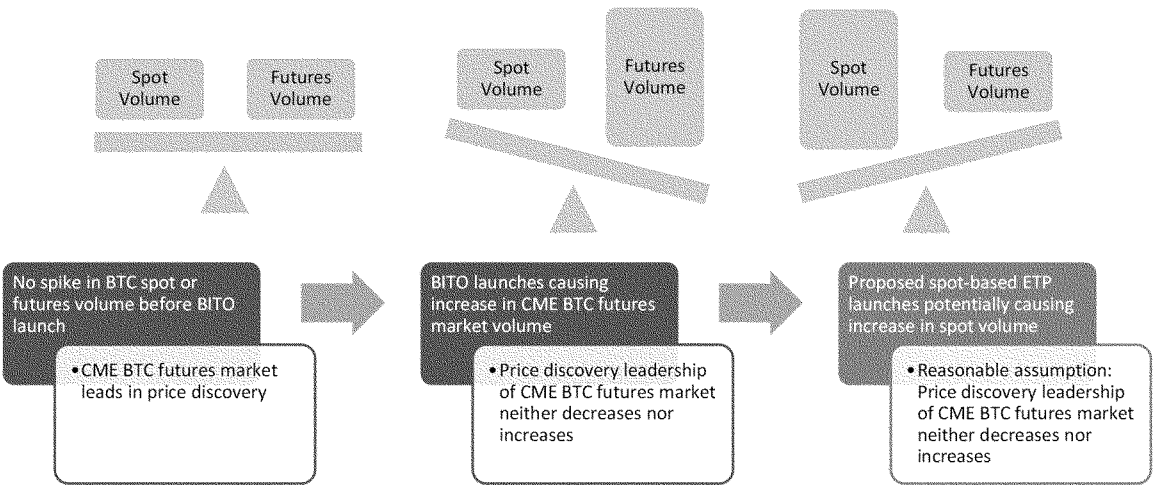 Spot
Volume
Futures
Volume
Spot
Volume
Futures
Volume
Spot
Volume
Futures
Volume
No spike in BTC spot or
futures volume before BITO
launch
•CME BTC futures market
leads in price discovery
BITO launches causing
increase in CME BTC futures
market volume
•Price discovery leadership
of CME BTC futures market
neither decreases nor
increases
Proposed spot-based ETP
launches potentially causing
increase in spot volume
•Reasonable assumption:
Price discovery leadership
of CME BTC futures market
neither decreases nor
increases